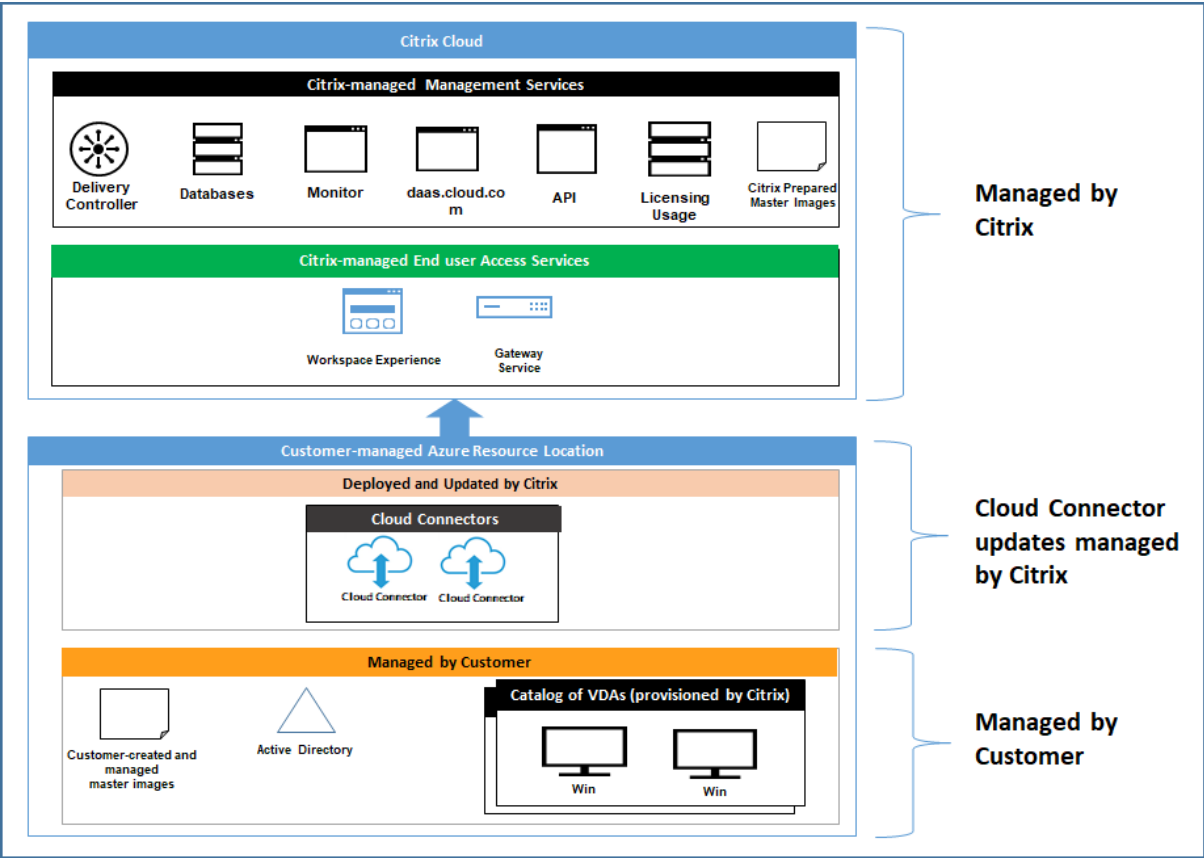 Citrix Cloud
Citrix-managed Management Services
Delivery
Controller
Databases
Monitor
daas.cloud.co
m
API
Licensing
Usage
Citrix Prepared
Master Images
Managed by
Citrix
Citrix-managed End user Access Services
Workspace Experience
Gateway
Service
Customer-managed Azure Resource Location
Deployed and Updated by Citrix
Cloud Connectors
Cloud Connector
Cloud Connector
Cloud Connector
updates managed
by Citrix
Managed by Customer
Customer-created and
managed
master images
Active Directory
Catalog of VDAs (provisioned by Citrix)
Win
Win
Managed by
Customer